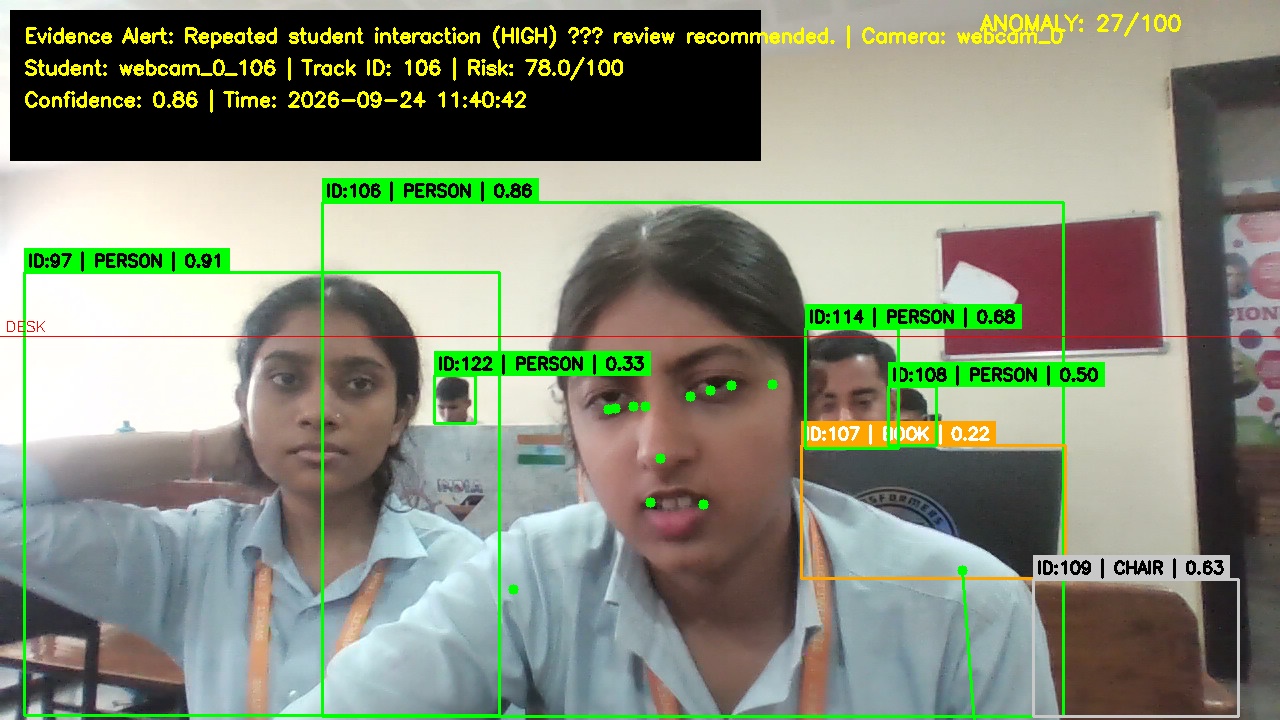 ANOMALY: 27/100
Evidence Alert: Repeated student interaction (HIGH) ??? review recommended. | Camera: webcam_0
Student: webcam_0_106 | Track ID: 106 | Risk: 78.0/100
Confidence: 0.86 | Time: 2026-09-24 11:40:42
ID:106 | PERSON | 0.86
ID:97 | PERSON | 0.91
DESK
ID:114 | PERSON | 0.68
ID:122 | PERSON | 0.33
ID:108 | PERSON | 0.50
ID:107 | BOOK | 0.22
INDIA
SFORMERS
PION
ID:109 | CHAIR | 0.63